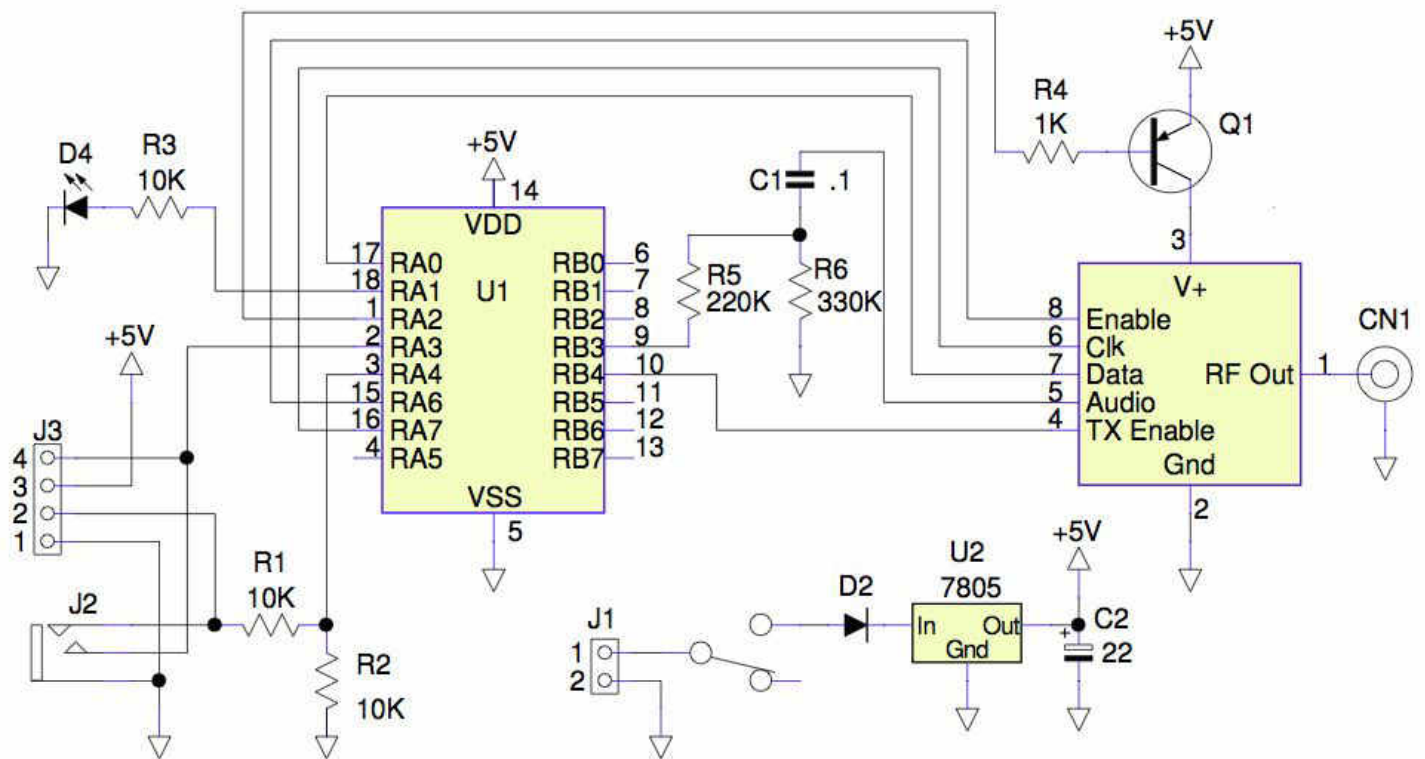 +5V
R4
1K
Q1
D4
R3
10K
+5V
14
C1
.1
3
VDD
U1
VSS
5
17
RA0
18
RA1
1
RA2
2
RA3
3
RA4
15
RA6
16
RA7
4
RA5
RB0
6
RB1
7
RB2
8
RB3
9
RB4
10
RB5
11
RB6
12
RB7
13
R5
220K
R6
330K
V+
8
Enable
6
Clk
7
Data
5
Audio
4
TX Enable
RF Out
1
Gnd
2
CN1
+5V
J3
4
3
2
1
J2
R1
10K
R2
10K
J1
1
2
D2
U2
7805
In
Out
Gnd
+5V
C2
+
22